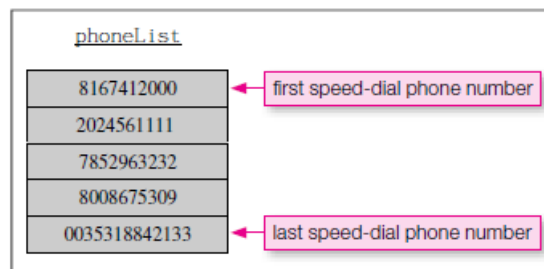 phoneList
8167412000 first speed-dial phone number
2024561111
7852963232
8008675309
0035318842133 last speed-dial phone number